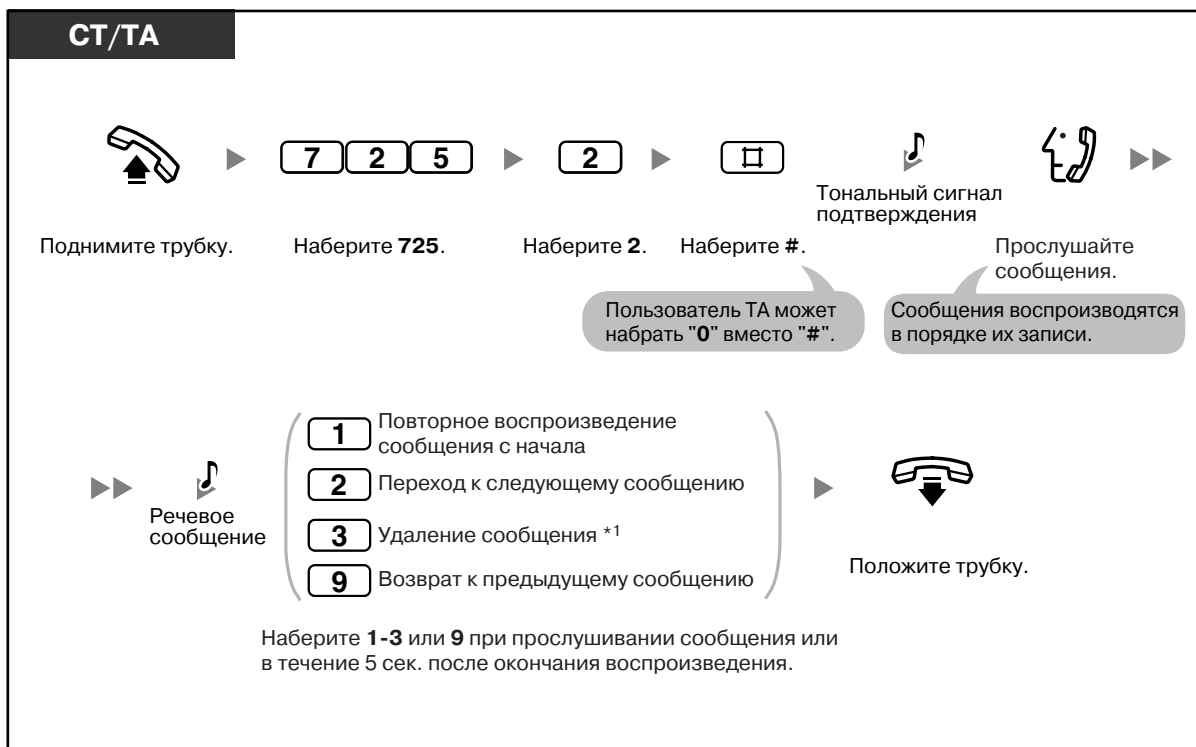 СТ/ТА
7 2 5
2
#
Тональный сигнал
подтверждения
Поднимите трубку.
Наберите 725.
Наберите 2.
Наберите #.
Прослушайте
сообщения.
Пользователь ТА может
набрать "0" вместо "#".
Сообщения воспроизводятся
в порядке их записи.
Речевое
сообщение
1 Повторное воспроизведение
сообщения с начала
2 Переход к следующему сообщению
3 Удаление сообщения *1
9 Возврат к предыдущему сообщению
Положите трубку.
Наберите 1-3 или 9 при прослушивании сообщения или
в течение 5 сек. после окончания воспроизведения.